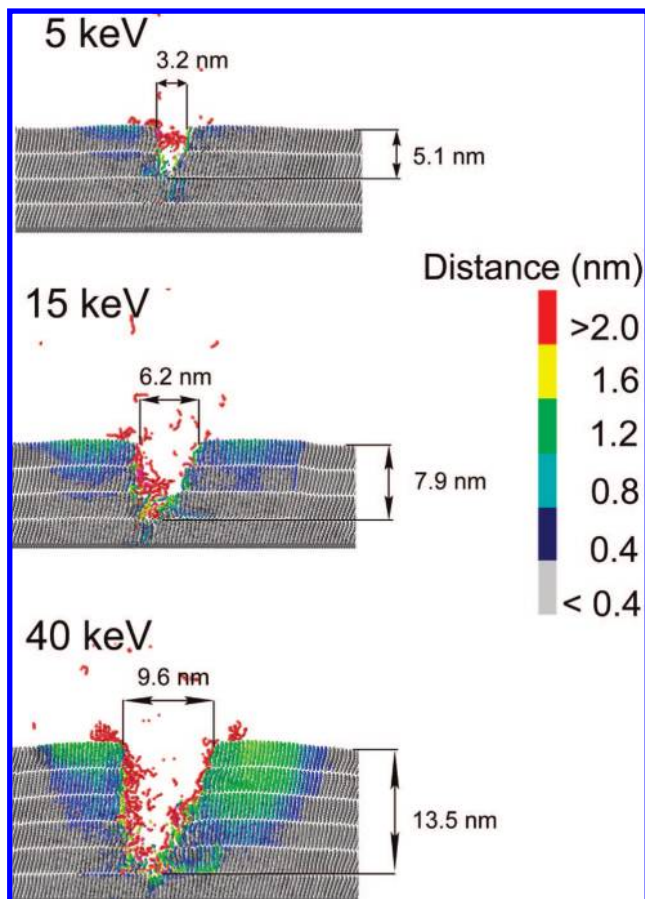 5 keV
3.2 nm
5.1 nm
Distance (nm)
>2.0
1.6
1.2
0.8
0.4
< 0.4
15 keV
6.2 nm
7.9 nm
40 keV
9.6 nm
13.5 nm